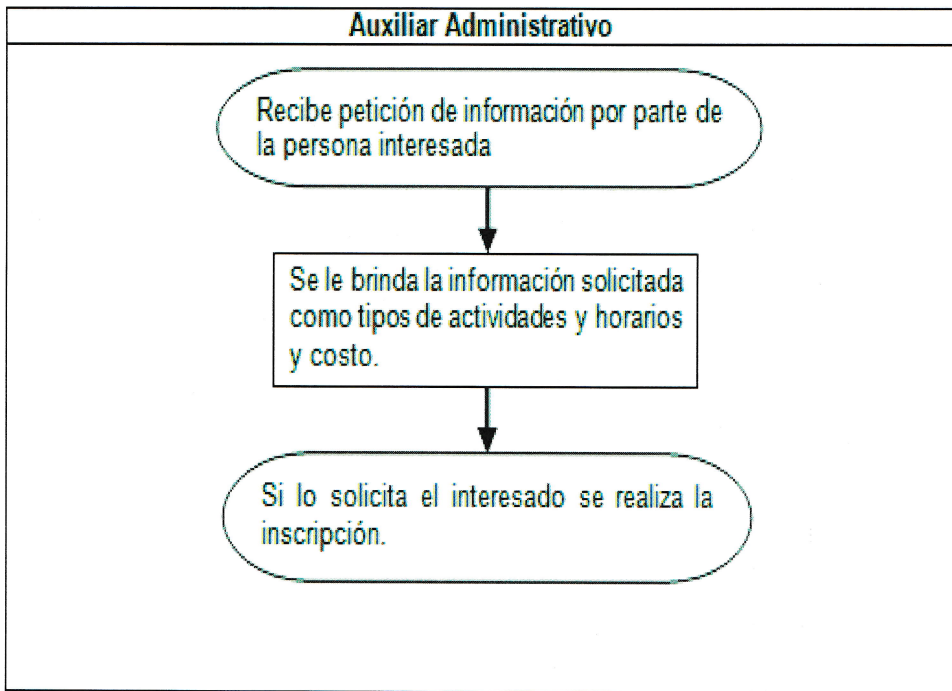 Auxiliar Administrativo
Recibe petición de información por parte de
la persona interesada
Se le brinda la información solicitada
como tipos de actividades y horarios
y costo.
Si lo solicita el interesado se realiza la
inscripción.